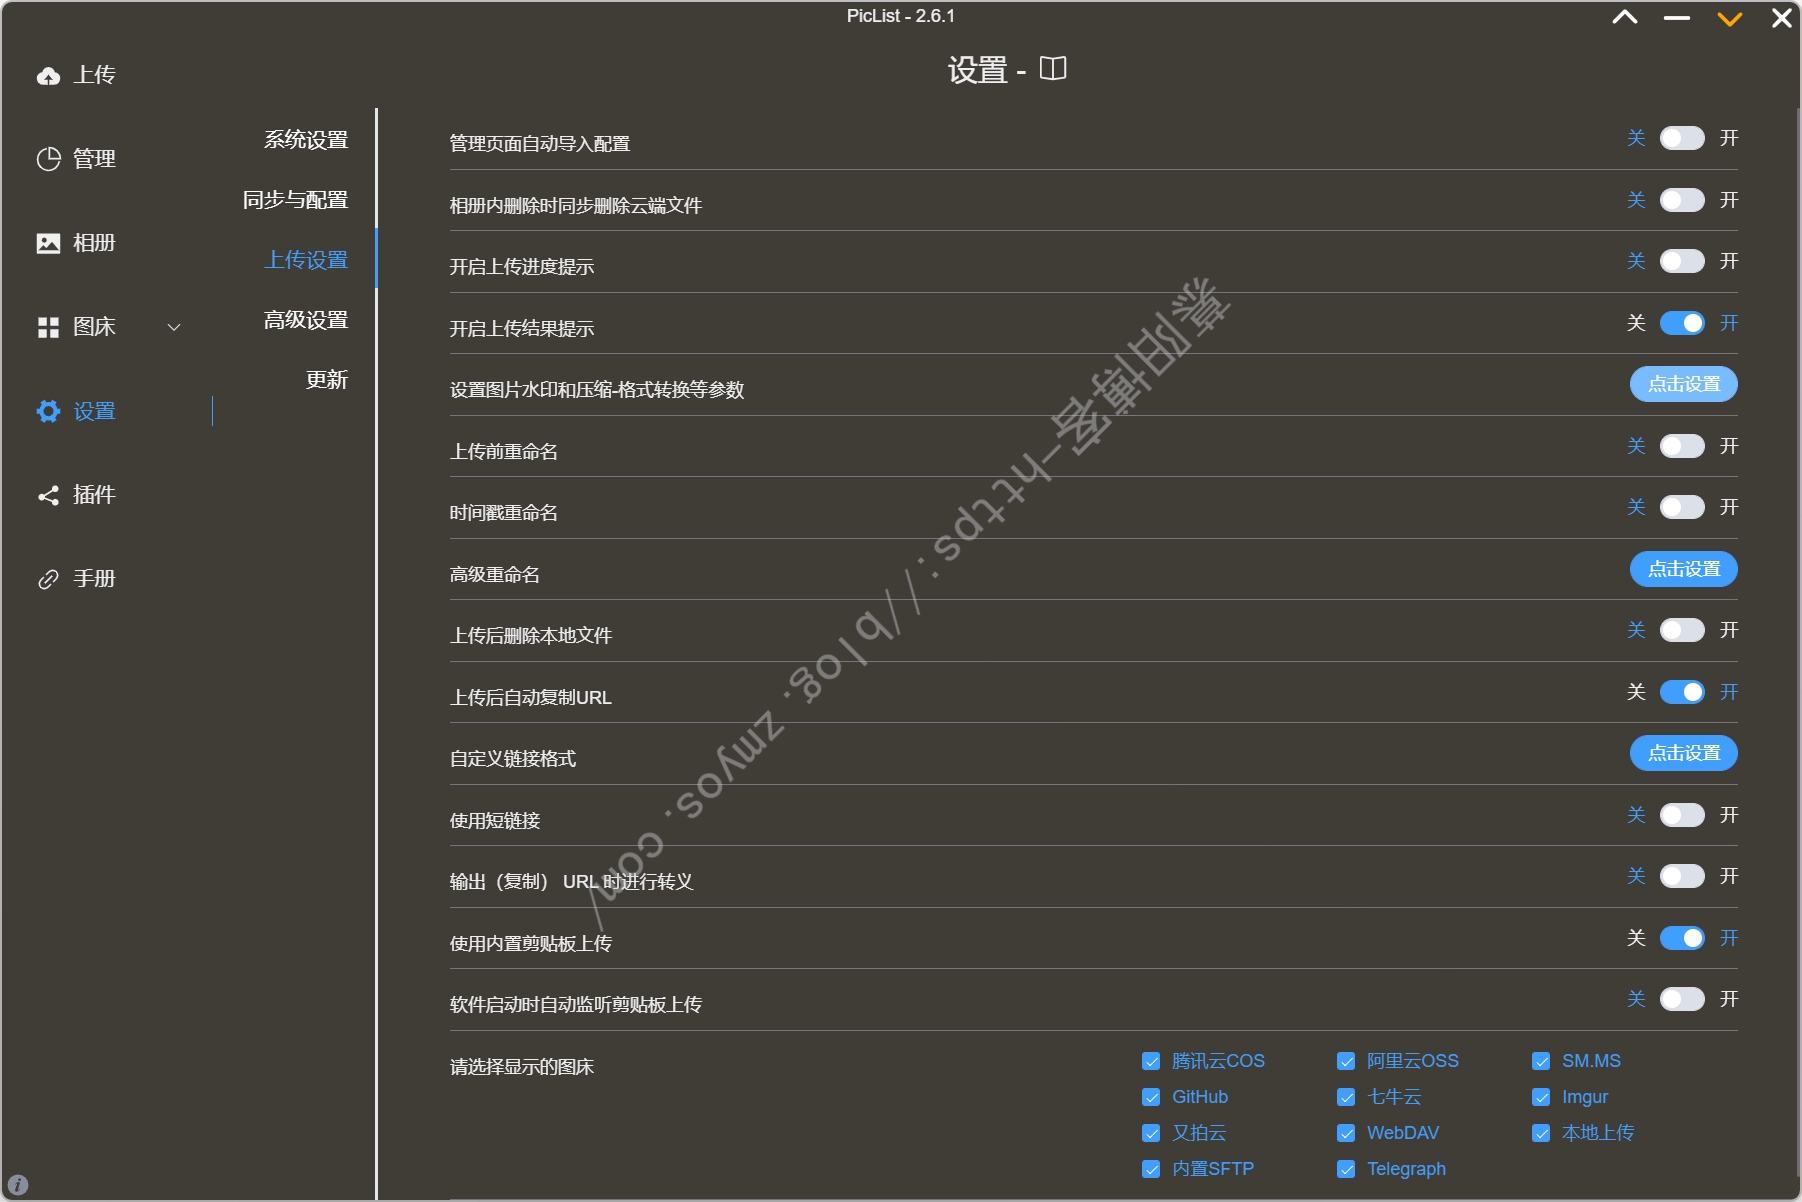 PicList - 2.6.1
设置 -
上传
管理
相册
图床
设置
插件
手册
系统设置
同步与配置
上传设置
高级设置
更新
管理页面自动导入配置 关 开
相册内删除时同步删除云端文件 关 开
开启上传进度提示 关 开
开启上传结果提示 关 开
设置图片水印和压缩-格式转换等参数 点击设置
上传前重命名 关 开
时间戳重命名 关 开
高级重命名 点击设置
上传后删除本地文件 关 开
上传后自动复制URL 关 开
自定义链接格式 点击设置
使用短链接 关 开
输出（复制） URL 时进行转义 关 开
使用内置剪贴板上传 关 开
软件启动时自动监听剪贴板上传 关 开
请选择显示的图床
腾讯云COS 阿里云OSS SM.MS
GitHub 七牛云 Imgur
又拍云 WebDAV 本地上传
内置SFTP Telegraph
阳博客-https://blog.zmyos.com/